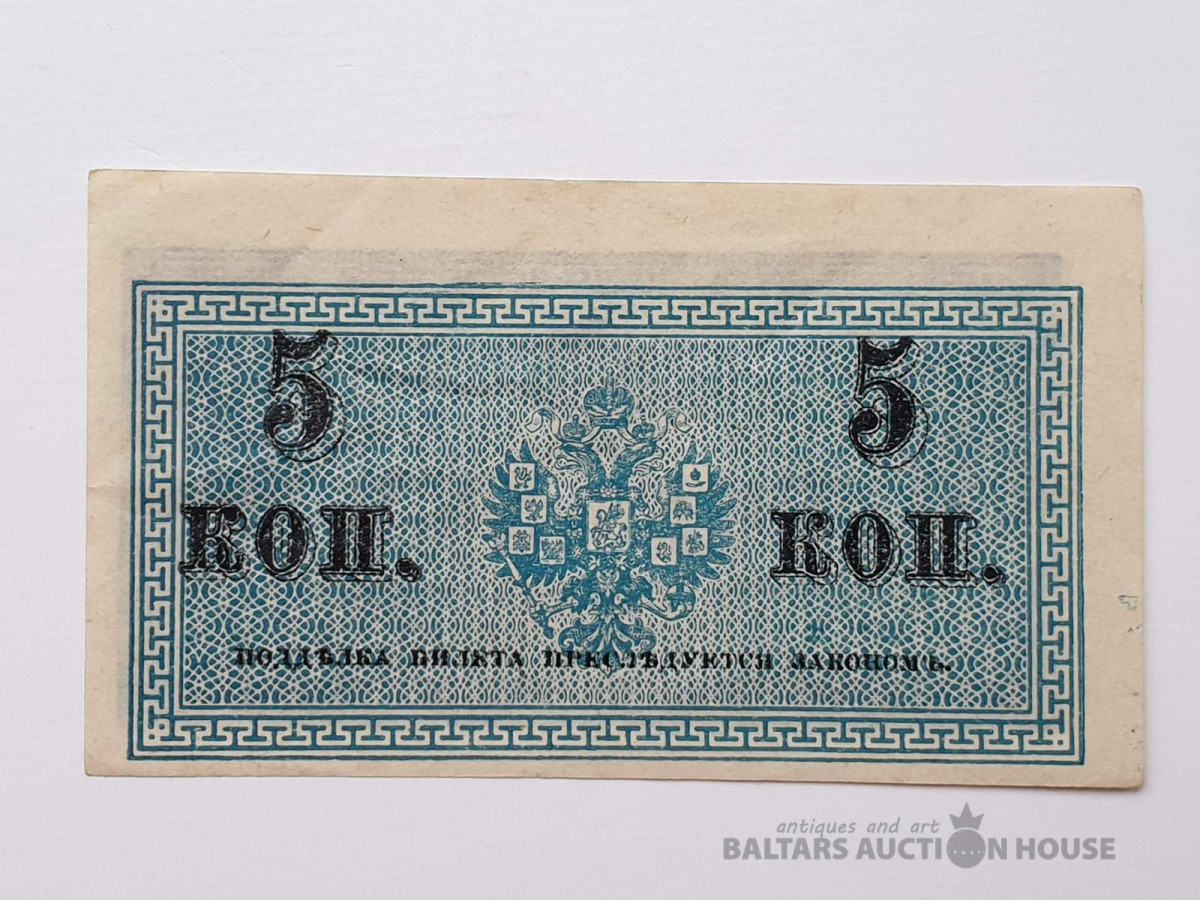 5 5
КОП. КОП.
ПОДДѢЛКА БИЛЕТА ПРЕСЛѢДУЕТСЯ ЗАКОНОМЪ.
antiques and art
BALTARS AUCTION HOUSE